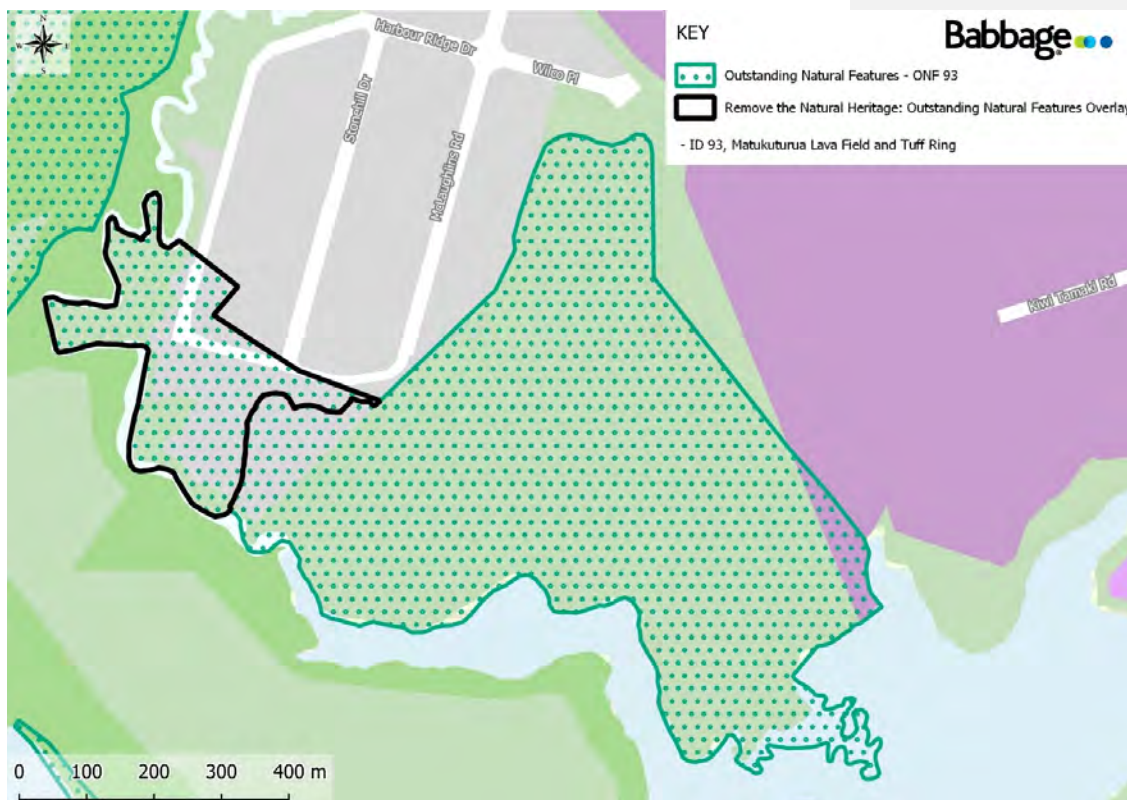 N
W E
S
KEY
Babbage
Outstanding Natural Features - ONF 93
Remove the Natural Heritage: Outstanding Natural Features Overlay
- ID 93, Matukuturua Lava Field and Tuff Ring
Harbour Ridge Dr
Wilco Pl
Stonehill Dr
McLaughlins Rd
Kiwi Tamaki Rd
0 100 200 300 400 m